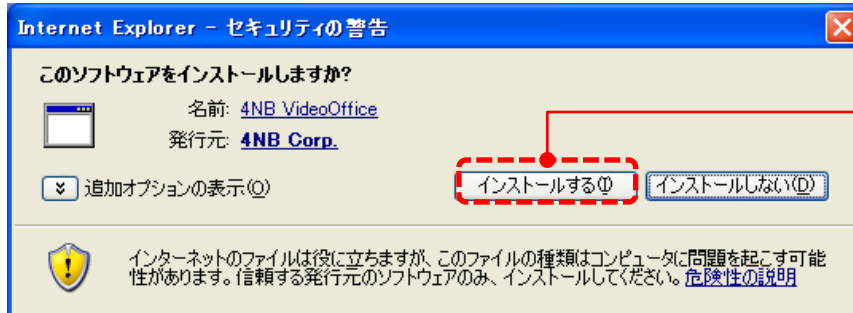 Internet Explorer - セキュリティの警告
このソフトウェアをインストールしますか?
名前: 4NB VideoOffice
発行元: 4NB Corp.
追加オプションの表示(O)
インストールする(I)
インストールしない(D)
インターネットのファイルは役に立ちますが、このファイルの種類はコンピュータに問題を起こす可能
性があります。信頼する発行元のソフトウェアのみ、インストールしてください。危険性の説明